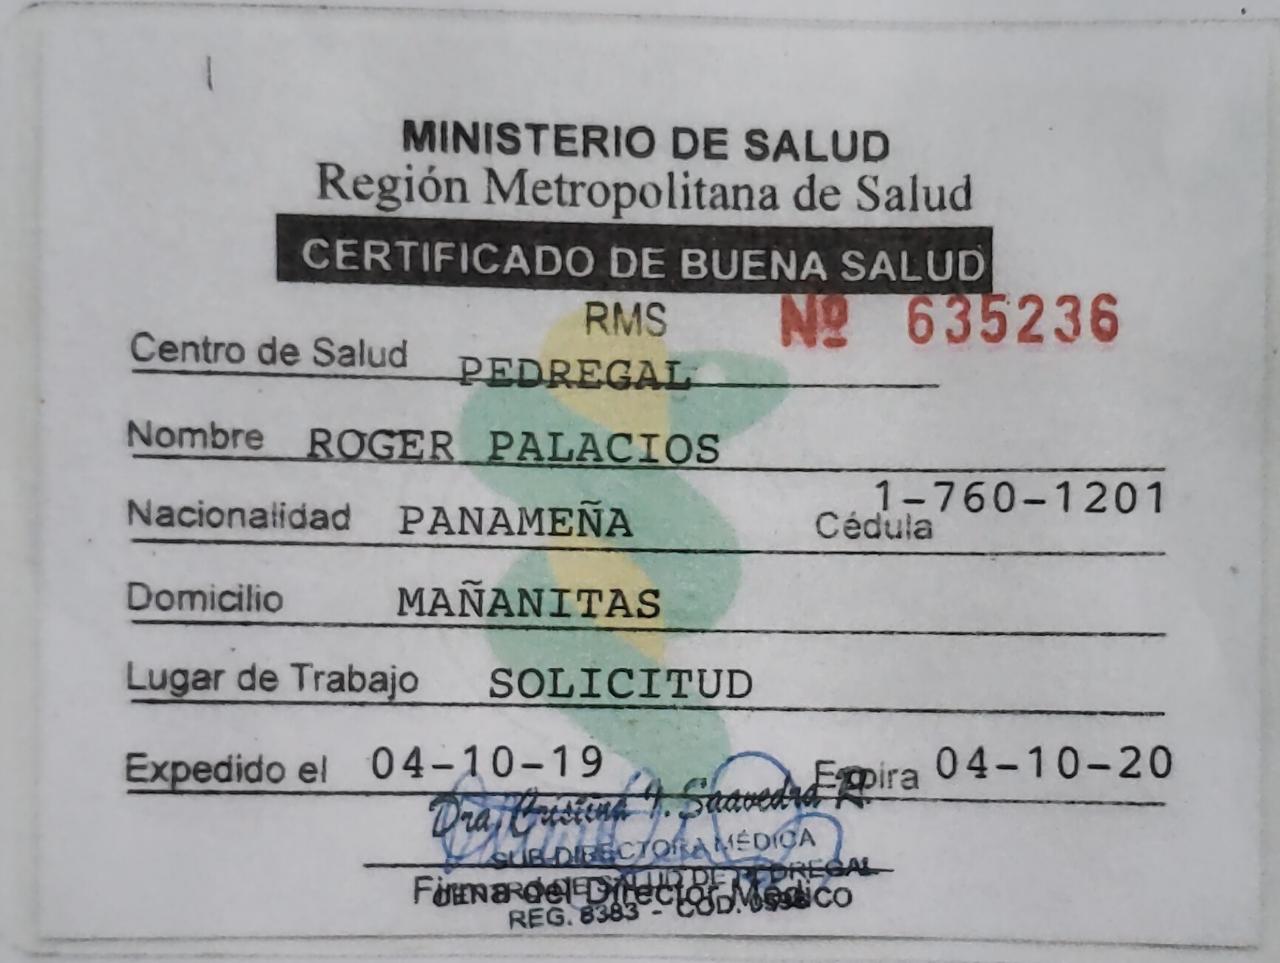 MINISTERIO DE SALUD
Región Metropolitana de Salud
CERTIFICADO DE BUENA SALUD
RMS Nº 635236
Centro de Salud PEDREGAL
Nombre ROGER PALACIOS
Nacionalidad PANAMEÑA Cédula 1-760-1201
Domicilio MAÑANITAS
Lugar de Trabajo SOLICITUD
Expedido el 04-10-19 Expira 04-10-20
Dra. Cristina I. Saavedra R.
SUB-DIRECTORA MÉDICA
CENTRO DE SALUD DE PEDREGAL
Firma del Director Médico
REG. 8383 - COD.